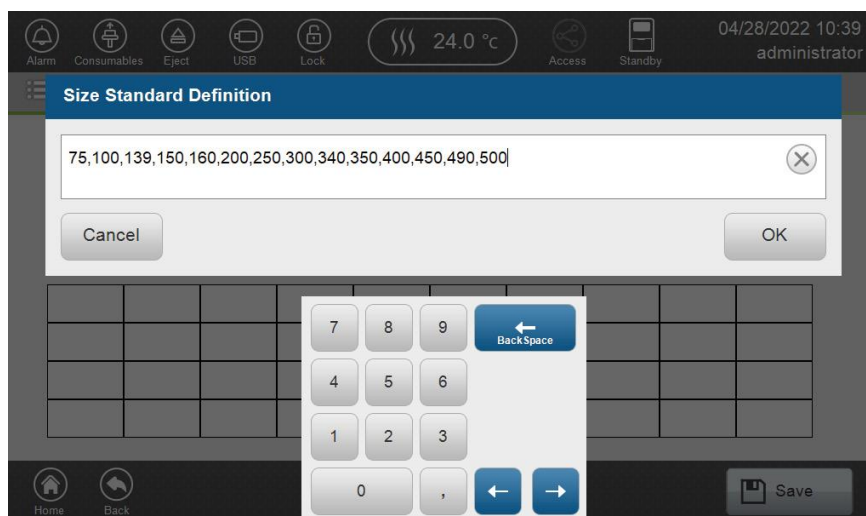 24.0 °C
04/28/2022 10:39
administrator
Alarm
Consumables
Eject
USB
Lock
Access
Standby
Size Standard Definition
75,100,139,150,160,200,250,300,340,350,400,450,490,500
Cancel
OK
7 8 9
BackSpace
4 5 6
1 2 3
0 ,
Home
Back
Save